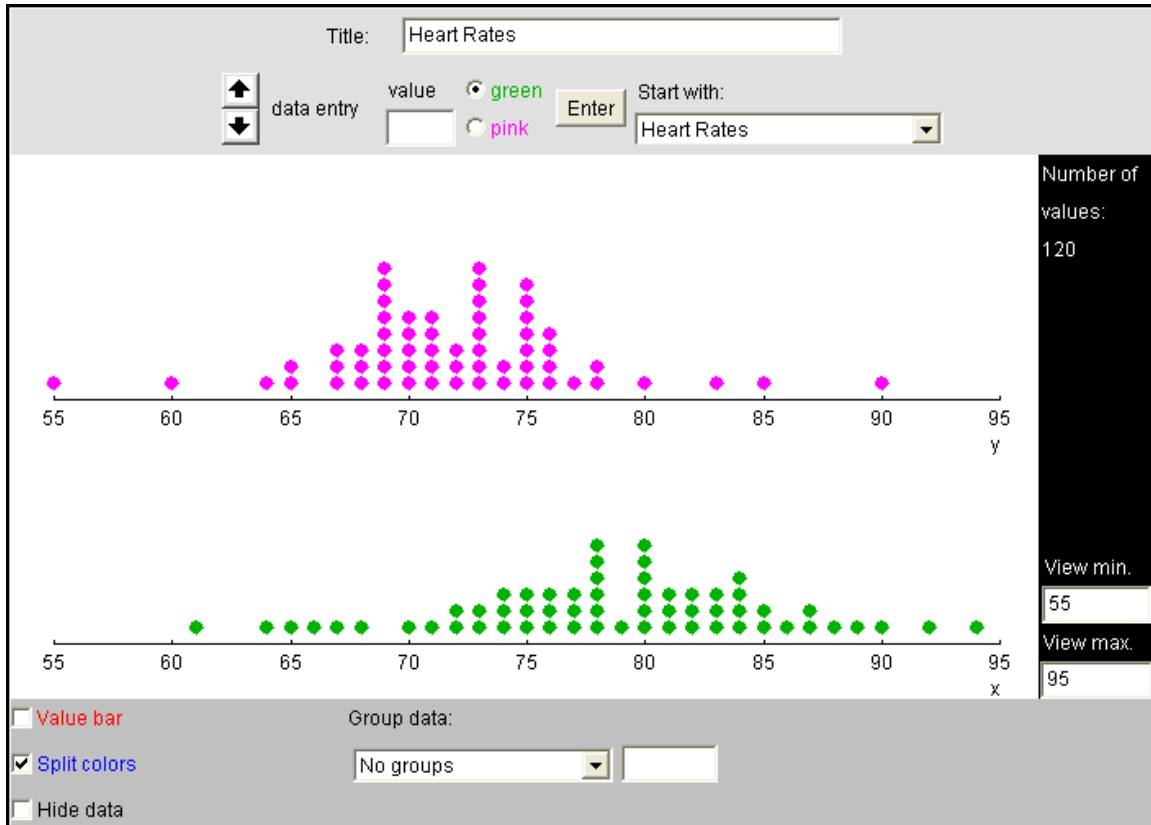 Title: Heart Rates
value green Start with:
data entry Enter
pink Heart Rates
Number of
values:
120
55 60 65 70 75 80 85 90 95
y
View min.
55
55 60 65 70 75 80 85 90 95
x
View max.
95
Value bar Group data:
Split colors No groups
Hide data